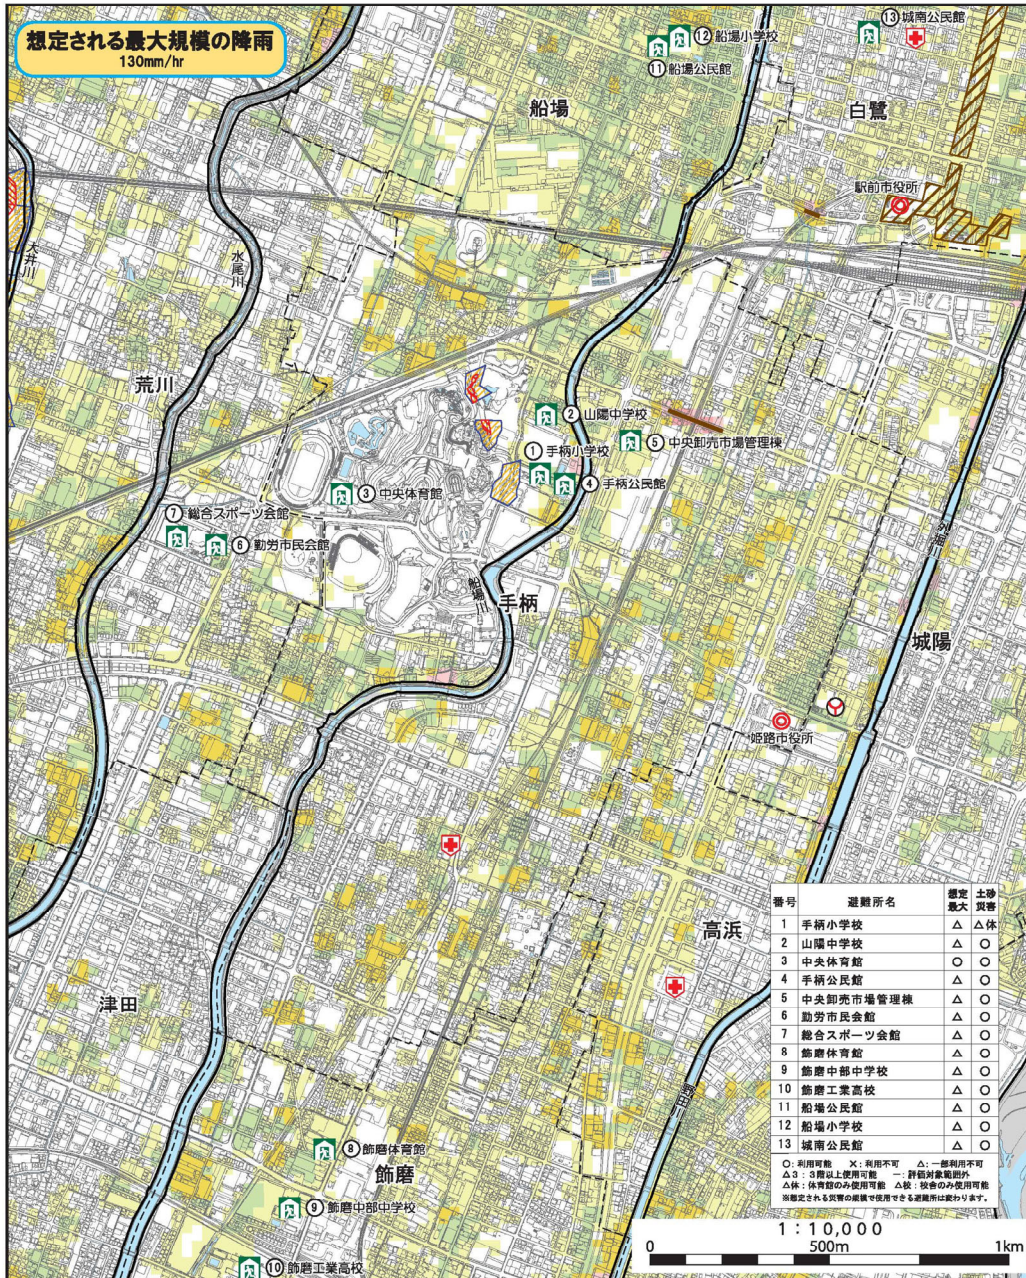 想定される最大規模の降雨
130mm/hr
⑬ 城南公民館
⑫ 船場小学校
⑪ 船場公民館
船場
白鷺
駅前市役所
大井川
水尾川
荒川
② 山陽中学校
⑤ 中央卸売市場管理棟
① 手柄小学校
④ 手柄公民館
③ 中央体育館
⑦ 総合スポーツ会館
⑥ 勤労市民会館
船場川
手柄
城陽
姫路市役所
高浜
津田
⑧ 飾磨体育館
飾磨
⑨ 飾磨中部中学校
⑩ 飾磨工業高校
番号 避難所名 想定最大 土砂災害
1 手柄小学校 △ △体
2 山陽中学校 △ ○
3 中央体育館 ○ ○
4 手柄公民館 △ ○
5 中央卸売市場管理棟 △ ○
6 勤労市民会館 △ ○
7 総合スポーツ会館 △ ○
8 飾磨体育館 △ ○
9 飾磨中部中学校 △ ○
10 飾磨工業高校 △ ○
11 船場公民館 △ ○
12 船場小学校 △ ○
13 城南公民館 △ ○
○：利用可能 ×：利用不可 △：一部利用不可
△3：3階以上使用可能 －：評価対象範囲外
△体：体育館のみ使用可能 △校：校舎のみ使用可能
※想定される災害の規模で使用できる避難所は変わります。
1：10,000
0 500m 1km